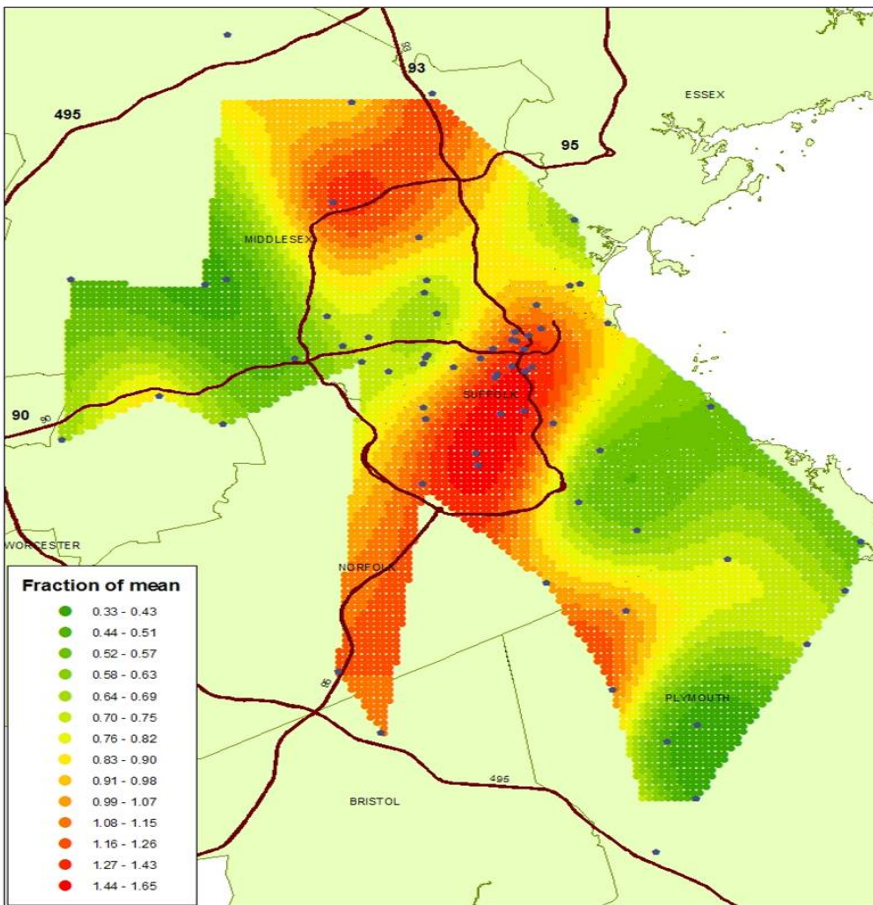 93
93
495
ESSEX
95
MIDDLESEX
SUFFOLK
90
90
WORCESTER
NORFOLK
95
PLYMOUTH
495
BRISTOL
Fraction of mean
0.33 - 0.43
0.44 - 0.51
0.52 - 0.57
0.58 - 0.63
0.64 - 0.69
0.70 - 0.75
0.76 - 0.82
0.83 - 0.90
0.91 - 0.98
0.99 - 1.07
1.08 - 1.15
1.16 - 1.26
1.27 - 1.43
1.44 - 1.65